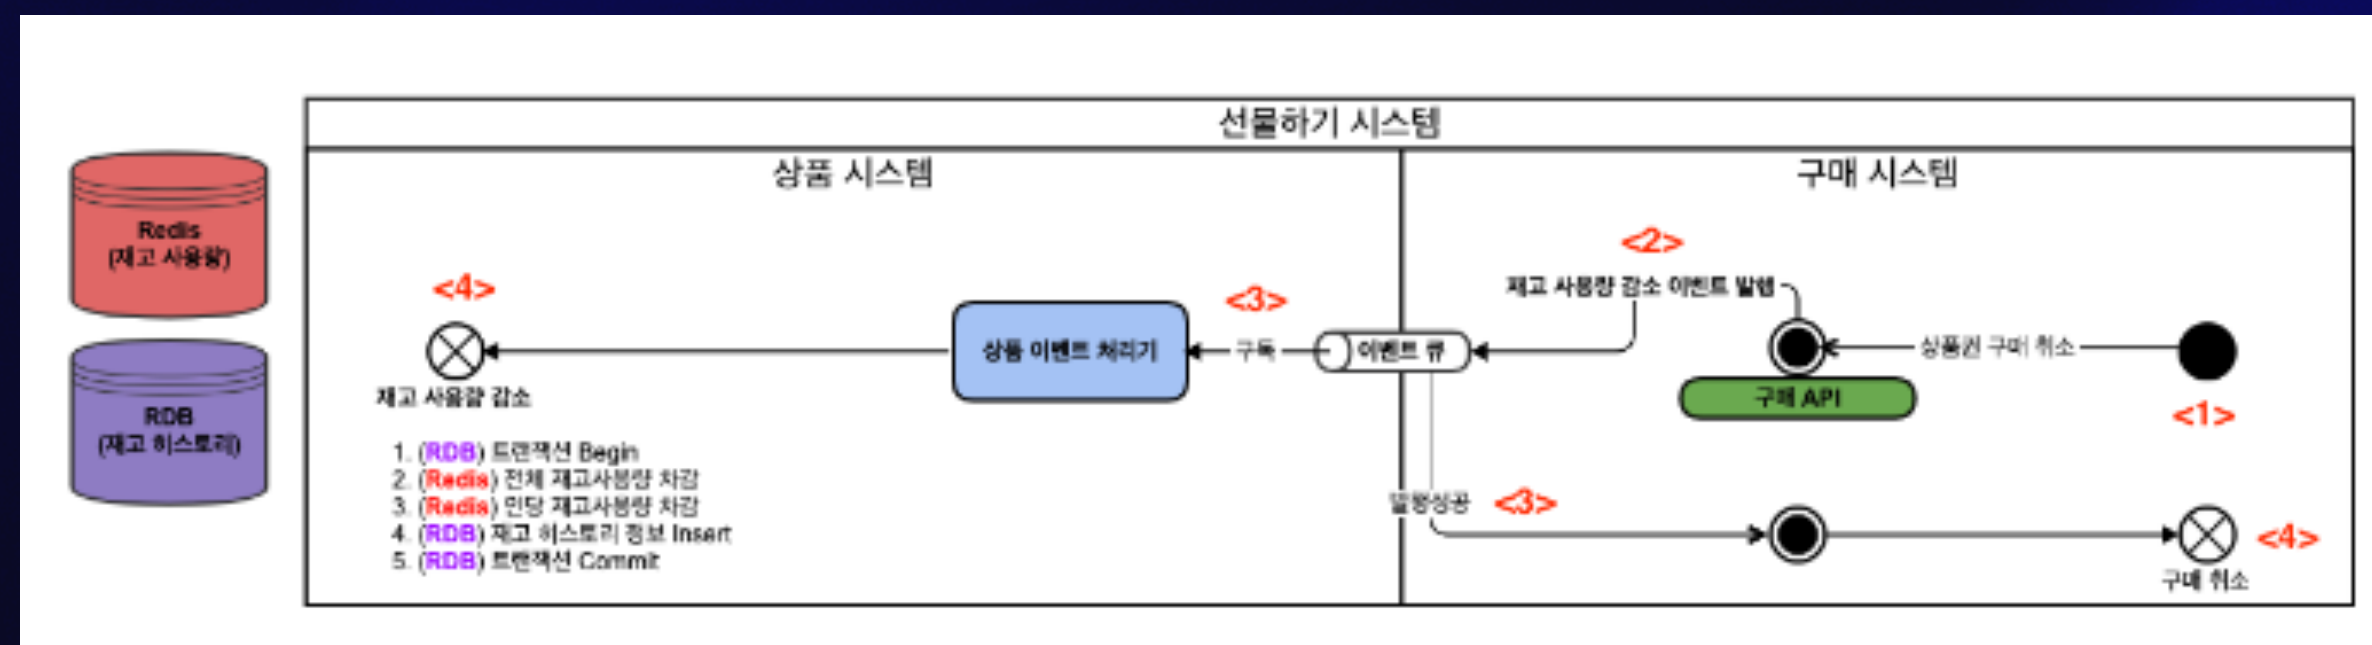 선물하기 시스템
상품 시스템
구매 시스템
Redis
(재고 사용량)
RDB
(재고 히스토리)
<4>
재고 사용량 감소
1. (RDB) 트랜잭션 Begin
2. (Redis) 전체 재고사용량 차감
3. (Redis) 인당 재고사용량 차감
4. (RDB) 재고 히스토리 정보 Insert
5. (RDB) 트랜잭션 Commit
상품 이벤트 처리기
<3>
구독
이벤트 큐
<2>
재고 사용량 감소 이벤트 발행
상품권 구매 취소
구매 API
<1>
발행성공
<3>
<4>
구매 취소